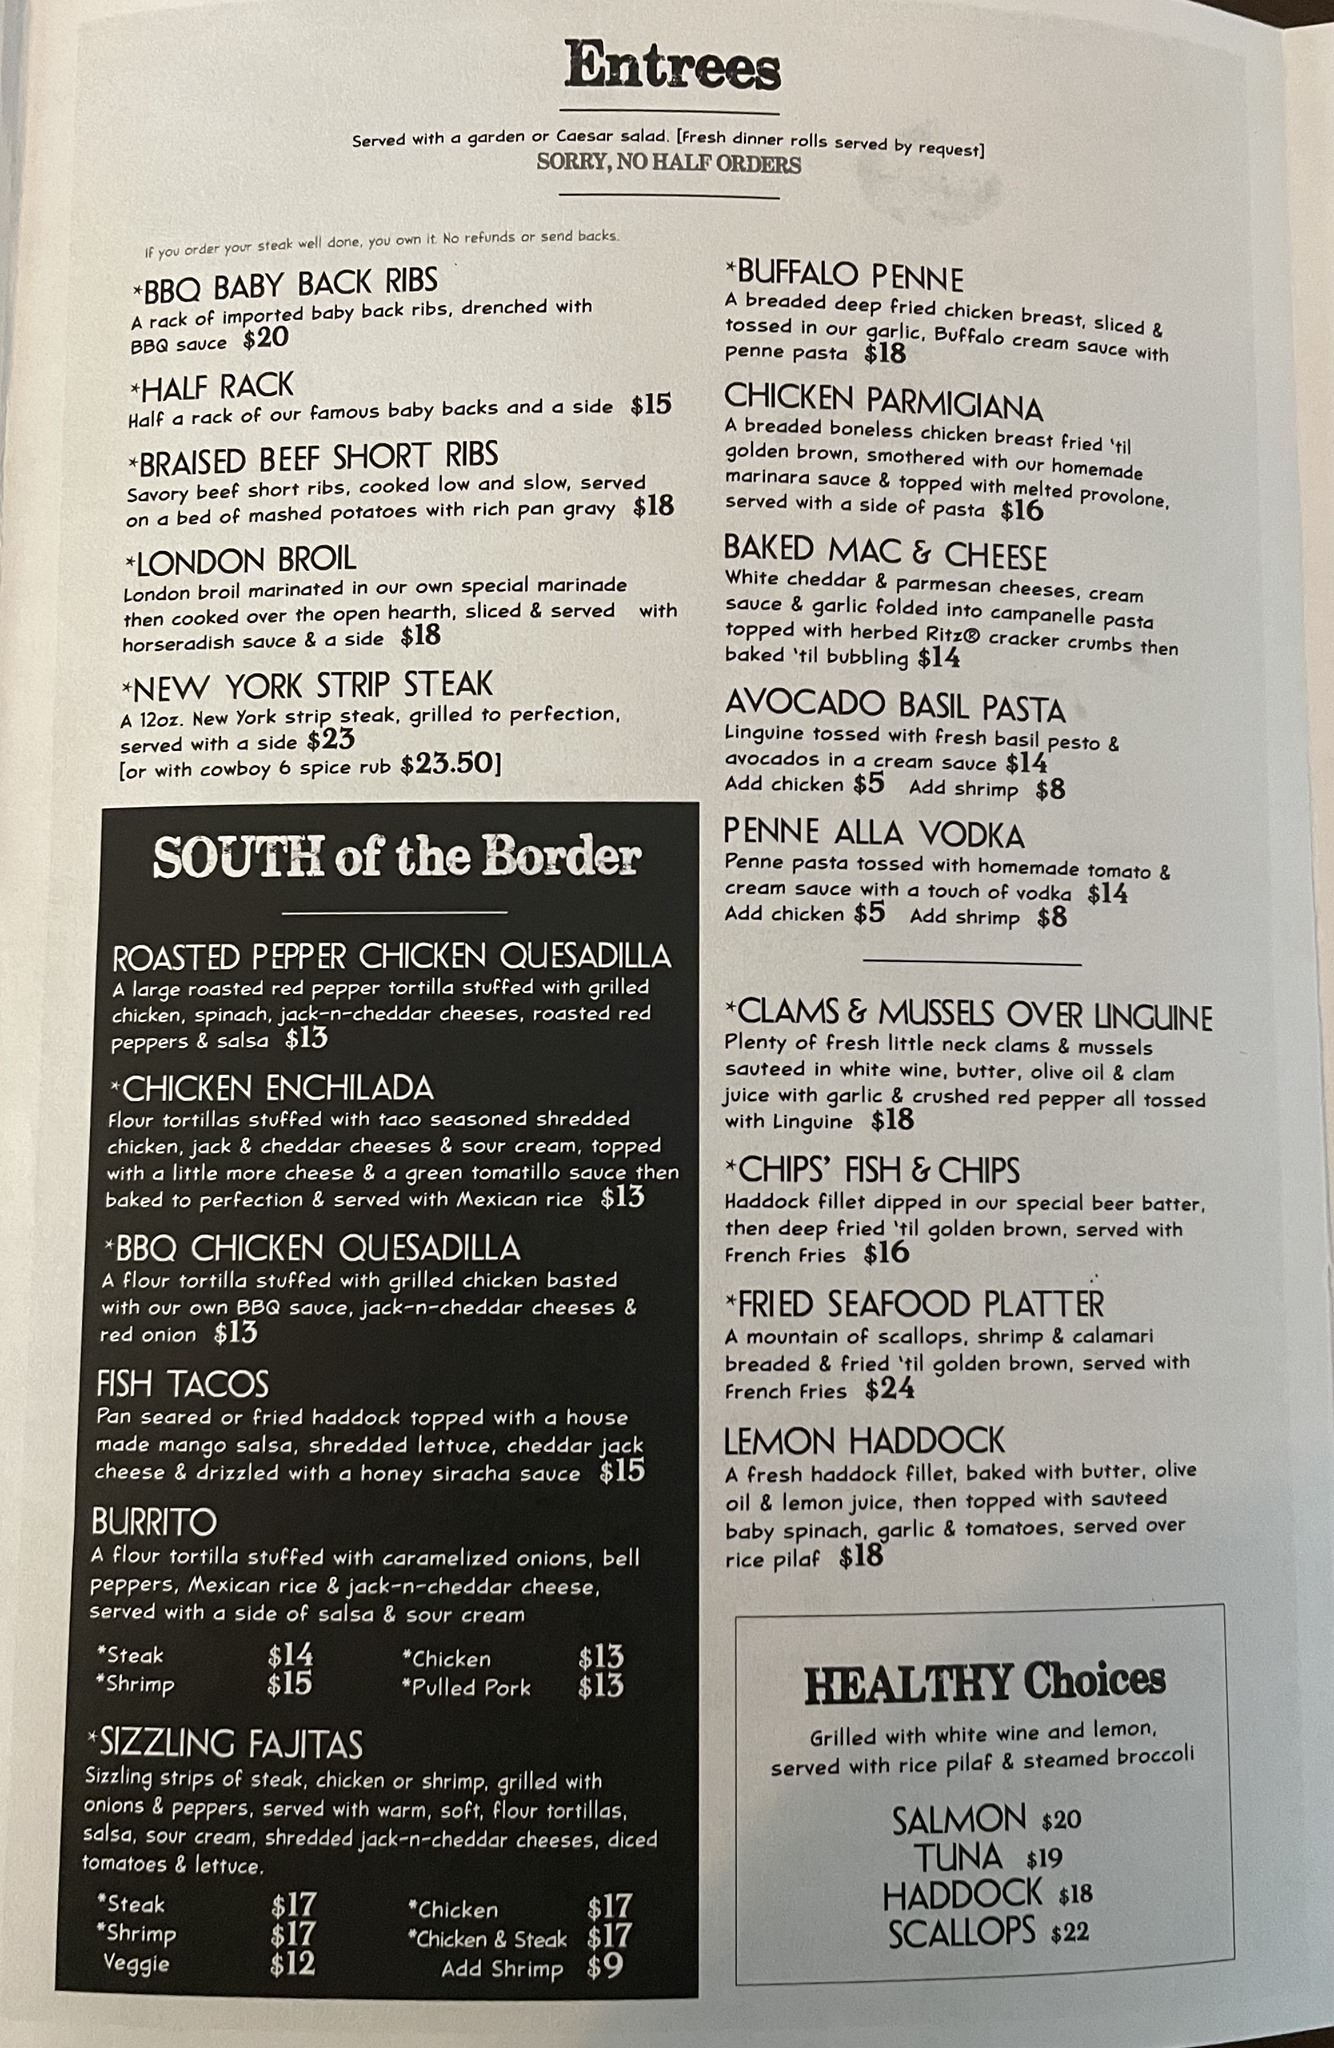 Entrees
Served with a garden or Caesar salad. [Fresh dinner rolls served by request]
SORRY, NO HALF ORDERS
If you order your steak well done, you own it. No refunds or send backs.
*BBQ BABY BACK RIBS
A rack of imported baby back ribs, drenched with
BBQ sauce $20
*HALF RACK
Half a rack of our famous baby backs and a side $15
*BRAISED BEEF SHORT RIBS
Savory beef short ribs, cooked low and slow, served
on a bed of mashed potatoes with rich pan gravy $18
*LONDON BROIL
London broil marinated in our own special marinade
then cooked over the open hearth, sliced & served with
horseradish sauce & a side $18
*NEW YORK STRIP STEAK
A 12oz. New York strip steak, grilled to perfection,
served with a side $23
[or with cowboy 6 spice rub $23.50]
SOUTH of the Border
ROASTED PEPPER CHICKEN QUESADILLA
A large roasted red pepper tortilla stuffed with grilled
chicken, spinach, jack-n-cheddar cheeses, roasted red
peppers & salsa $13
*CHICKEN ENCHILADA
Flour tortillas stuffed with taco seasoned shredded
chicken, jack & cheddar cheeses & sour cream, topped
with a little more cheese & a green tomatillo sauce then
baked to perfection & served with Mexican rice $13
*BBQ CHICKEN QUESADILLA
A flour tortilla stuffed with grilled chicken basted
with our own BBQ sauce, jack-n-cheddar cheeses &
red onion $13
FISH TACOS
Pan seared or fried haddock topped with a house
made mango salsa, shredded lettuce, cheddar jack
cheese & drizzled with a honey siracha sauce $15
BURRITO
A flour tortilla stuffed with caramelized onions, bell
peppers, Mexican rice & jack-n-cheddar cheese,
served with a side of salsa & sour cream
*Steak $14 *Chicken $13
*Shrimp $15 *Pulled Pork $13
*SIZZLING FAJITAS
Sizzling strips of steak, chicken or shrimp, grilled with
onions & peppers, served with warm, soft, flour tortillas,
salsa, sour cream, shredded jack-n-cheddar cheeses, diced
tomatoes & lettuce.
*Steak $17 *Chicken $17
*Shrimp $17 *Chicken & Steak $17
Veggie $12 Add Shrimp $9
*BUFFALO PENNE
A breaded deep fried chicken breast, sliced &
tossed in our garlic, Buffalo cream sauce with
penne pasta $18
CHICKEN PARMIGIANA
A breaded boneless chicken breast fried 'til
golden brown, smothered with our homemade
marinara sauce & topped with melted provolone,
served with a side of pasta $16
BAKED MAC & CHEESE
White cheddar & parmesan cheeses, cream
sauce & garlic folded into campanelle pasta
topped with herbed Ritz® cracker crumbs then
baked 'til bubbling $14
AVOCADO BASIL PASTA
Linguine tossed with fresh basil pesto &
avocados in a cream sauce $14
Add chicken $5 Add shrimp $8
PENNE ALLA VODKA
Penne pasta tossed with homemade tomato &
cream sauce with a touch of vodka $14
Add chicken $5 Add shrimp $8
*CLAMS & MUSSELS OVER LINGUINE
Plenty of fresh little neck clams & mussels
sauteed in white wine, butter, olive oil & clam
juice with garlic & crushed red pepper all tossed
with Linguine $18
*CHIPS' FISH & CHIPS
Haddock fillet dipped in our special beer batter,
then deep fried 'til golden brown, served with
French Fries $16
*FRIED SEAFOOD PLATTER
A mountain of scallops, shrimp & calamari
breaded & fried 'til golden brown, served with
French Fries $24
LEMON HADDOCK
A fresh haddock fillet, baked with butter, olive
oil & lemon juice, then topped with sauteed
baby spinach, garlic & tomatoes, served over
rice pilaf $18
HEALTHY Choices
Grilled with white wine and lemon,
served with rice pilaf & steamed broccoli
SALMON $20
TUNA $19
HADDOCK $18
SCALLOPS $22